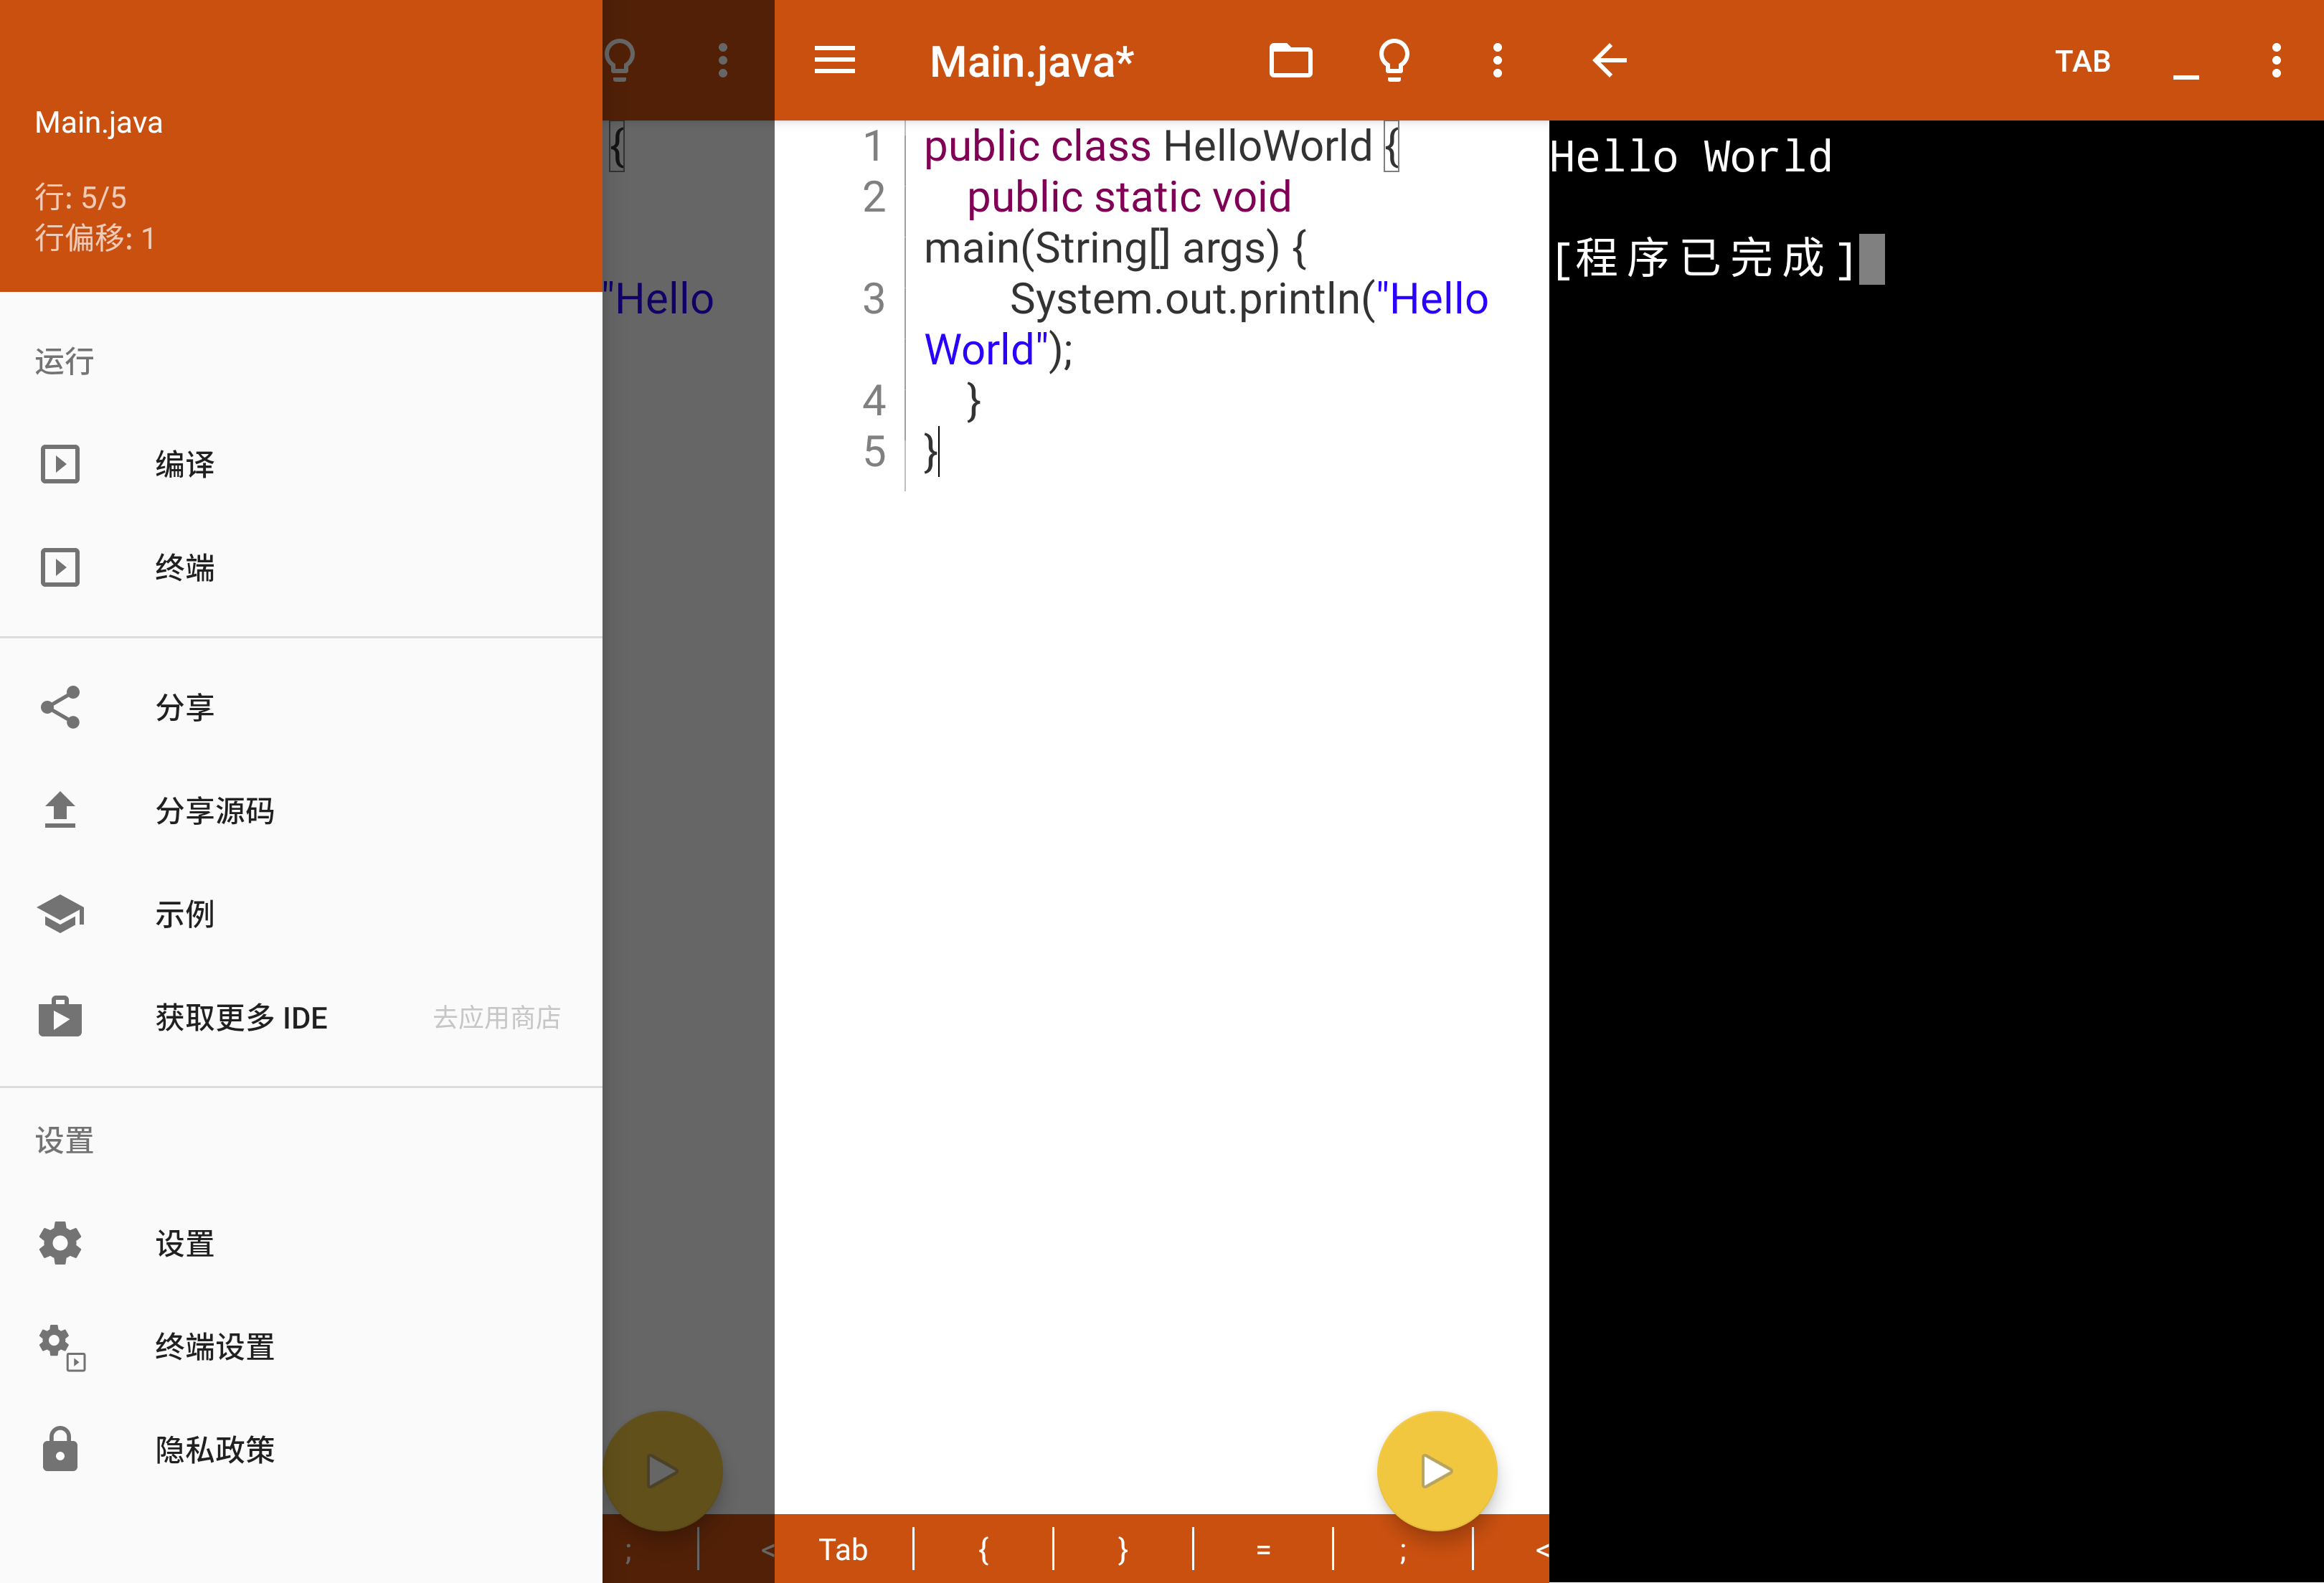 Main.java
行: 5/5
行偏移: 1
运行
编译
终端
分享
分享源码
示例
获取更多 IDE 去应用商店
设置
设置
终端设置
隐私政策
{
"Hello
; <
Main.java*
1 public class HelloWorld {
2 public static void
main(String[] args) {
3 System.out.println("Hello
World");
4 }
5 }
Tab { } = ; <
TAB _
Hello World
[程序已完成]